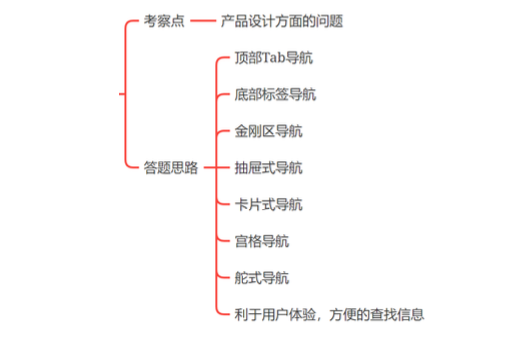 考察点
产品设计方面的问题
顶部Tab导航
底部标签导航
金刚区导航
答题思路
抽屉式导航
卡片式导航
宫格导航
舵式导航
利于用户体验，方便的查找信息